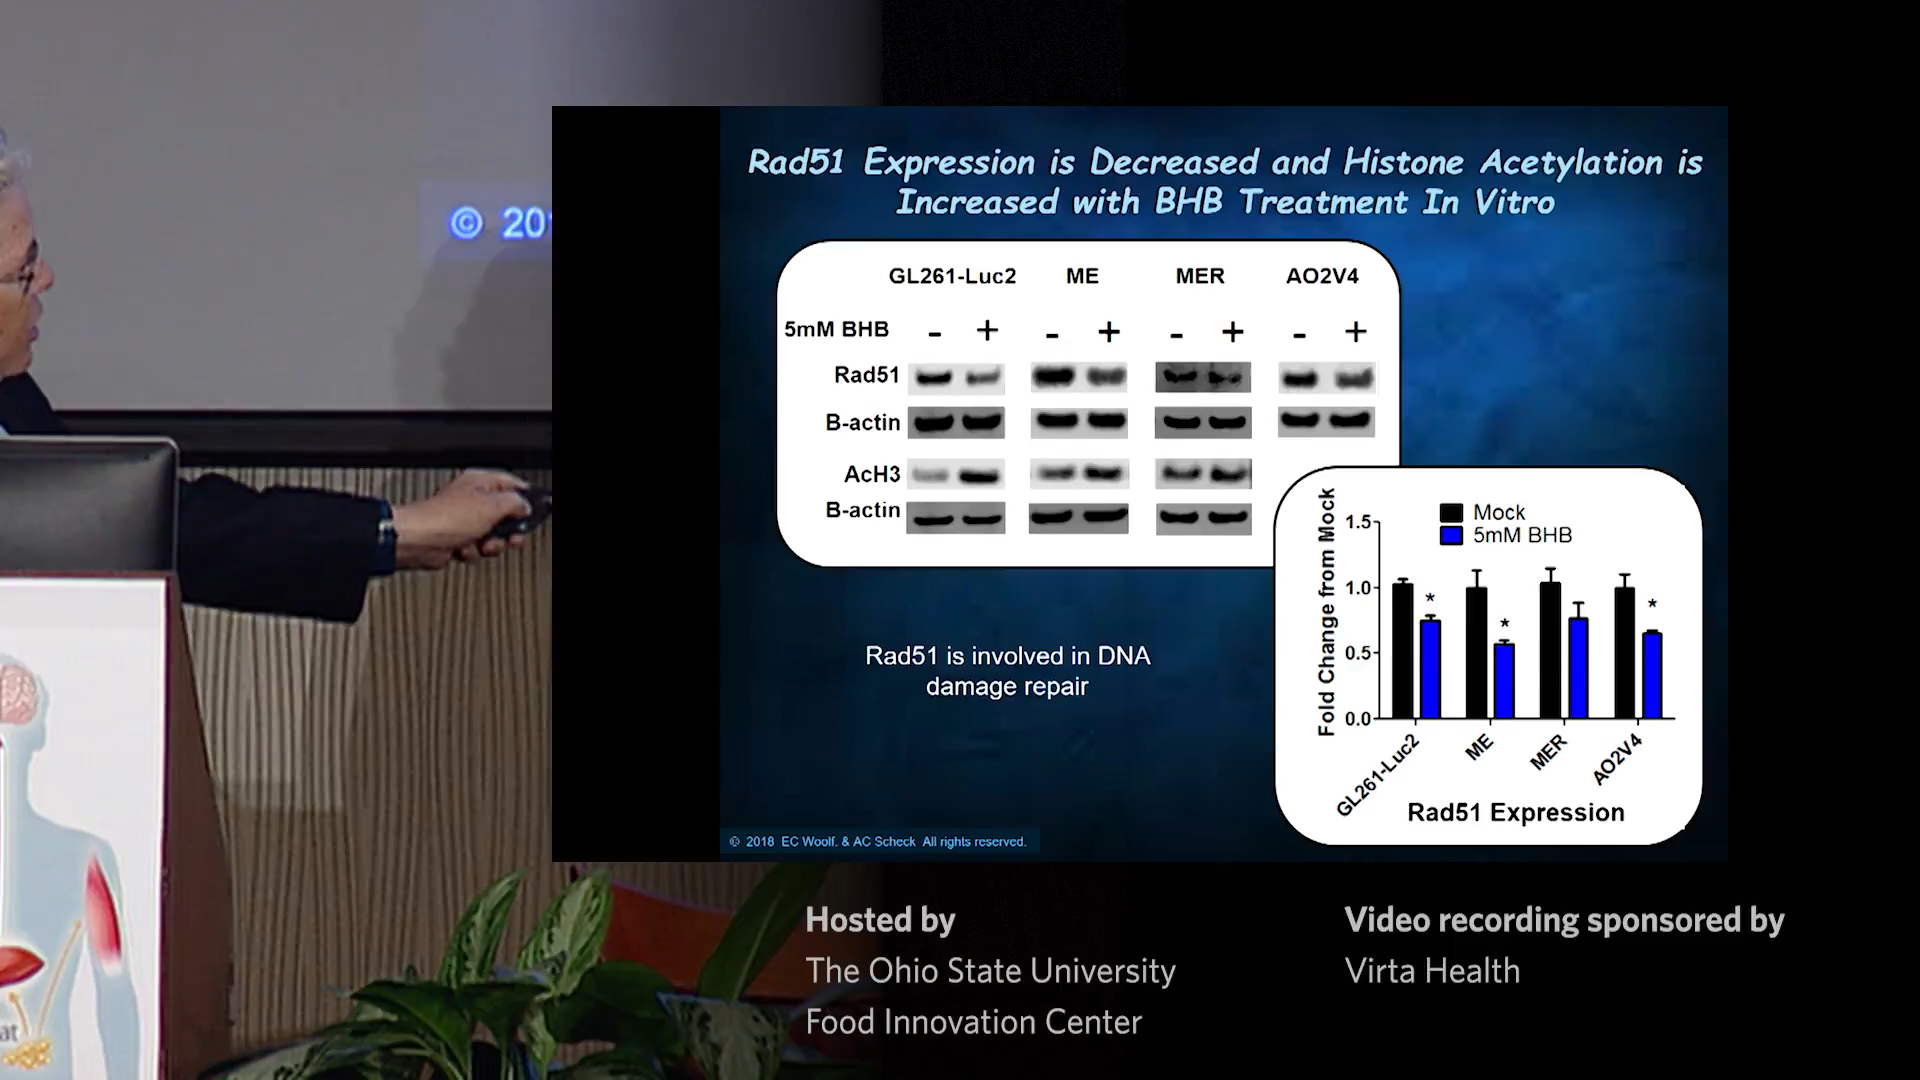 © 201
Rad51 Expression is Decreased and Histone Acetylation is
Increased with BHB Treatment In Vitro
GL261-Luc2 ME MER AO2V4
5mM BHB - + - + - + - +
Rad51
B-actin
AcH3
B-actin
Rad51 is involved in DNA
damage repair
Fold Change from Mock
1.5
1.0
0.5
0.0
Mock
5mM BHB
* * *
GL261-Luc2 ME MER AO2V4
Rad51 Expression
© 2018 EC Woolf. & AC Scheck All rights reserved.
at
Hosted by
The Ohio State University
Food Innovation Center
Video recording sponsored by
Virta Health